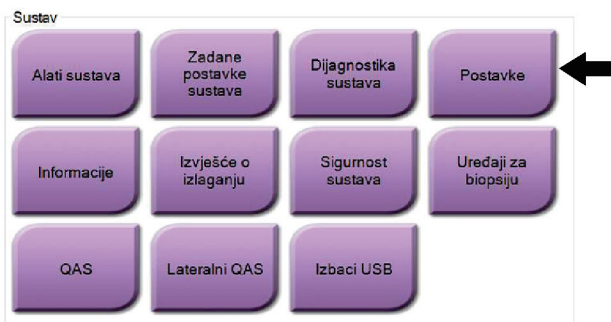 Sustav
Alati sustava
Zadane
postavke
sustava
Dijagnostika
sustava
Postavke
Informacije
Izvješće o
izlaganju
Sigurnost
sustava
Uređaji za
biopsiju
QAS
Lateralni QAS
Izbaci USB